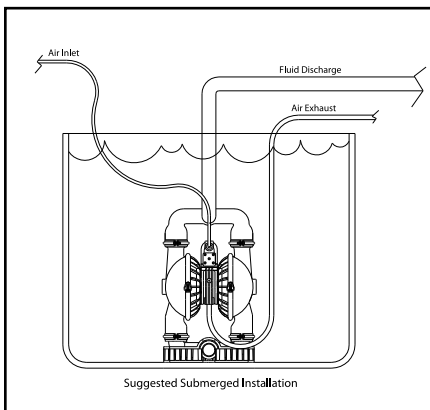 Air Inlet
Fluid Discharge
Air Exhaust
Suggested Submerged Installation